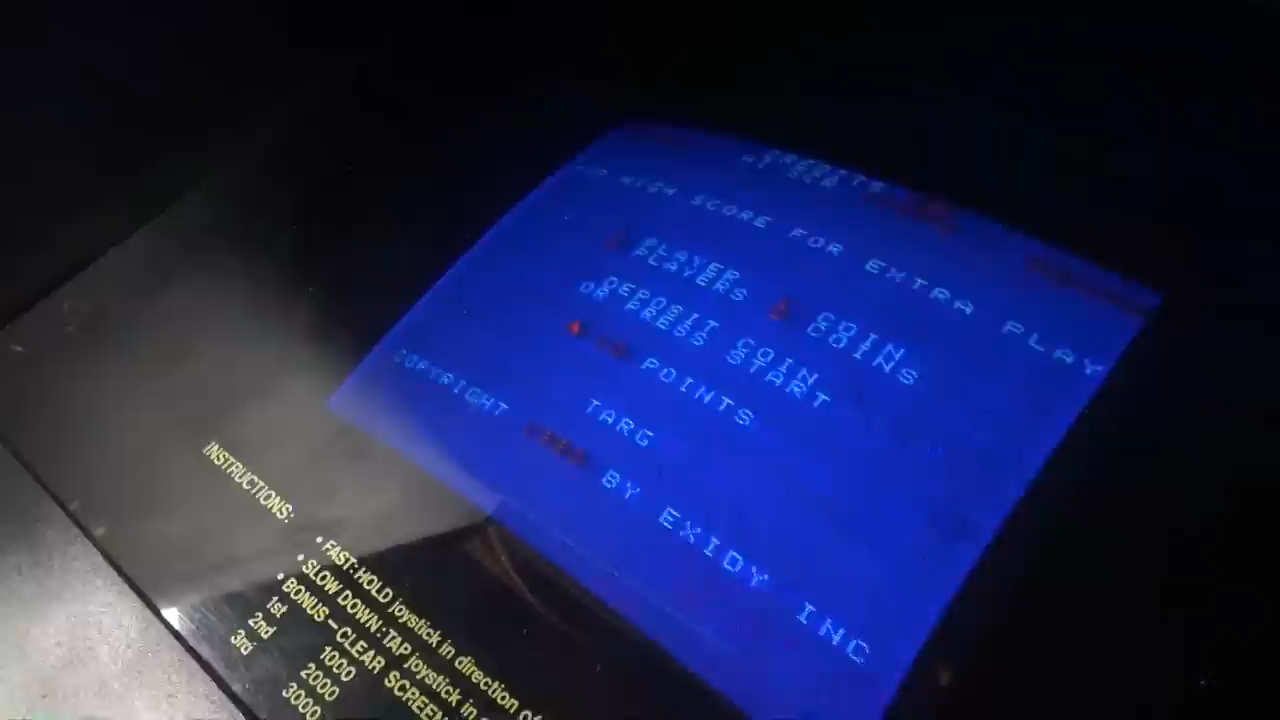 CREDITS
HIGH SCORE FOR EXTRA PLAY
PLAYER COIN
PLAYERS COINS
DEPOSIT COIN
OR PRESS START
POINTS
TARG
COPYRIGHT BY EXIDY INC
INSTRUCTIONS:
• FAST: HOLD joystick in direction of
• SLOW DOWN: TAP joystick in
• BONUS – CLEAR SCREEN
1st 1000
2nd 2000
3rd 3000